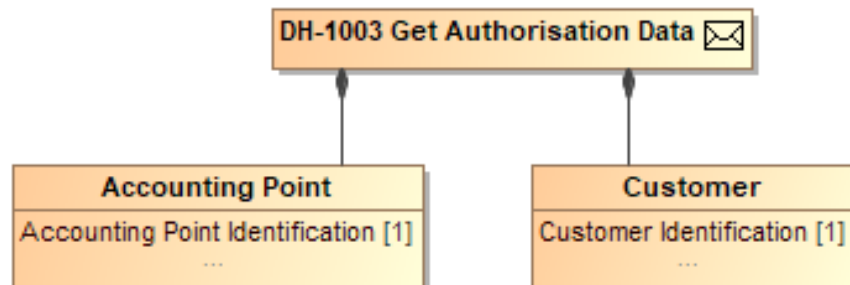 DH-1003 Get Authorisation Data
Accounting Point
Accounting Point Identification [1]
...
Customer
Customer Identification [1]
...